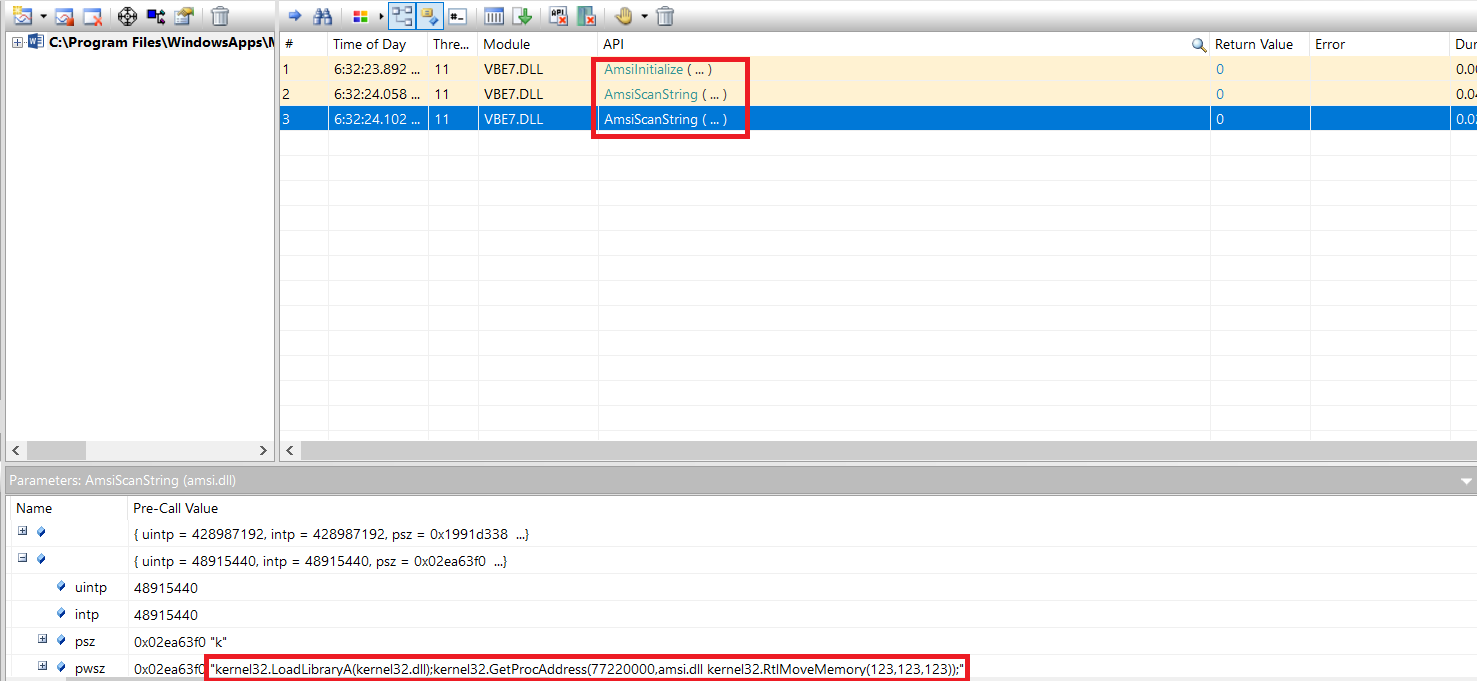 C:\Program Files\WindowsApps\M
# Time of Day Thre... Module API Return Value Error Dur
1 6:32:23.892 ... 11 VBE7.DLL AmsiInitialize ( ... ) 0 0.00
2 6:32:24.058 ... 11 VBE7.DLL AmsiScanString ( ... ) 0 0.04
3 6:32:24.102 ... 11 VBE7.DLL AmsiScanString ( ... ) 0 0.02
Parameters: AmsiScanString (amsi.dll)
Name Pre-Call Value
{ uintp = 428987192, intp = 428987192, psz = 0x1991d338 ...}
{ uintp = 48915440, intp = 48915440, psz = 0x02ea63f0 ...}
uintp 48915440
intp 48915440
psz 0x02ea63f0 "k"
pwsz 0x02ea63f0 "kernel32.LoadLibraryA(kernel32.dll);kernel32.GetProcAddress(77220000,amsi.dll kernel32.RtlMoveMemory(123,123,123));"